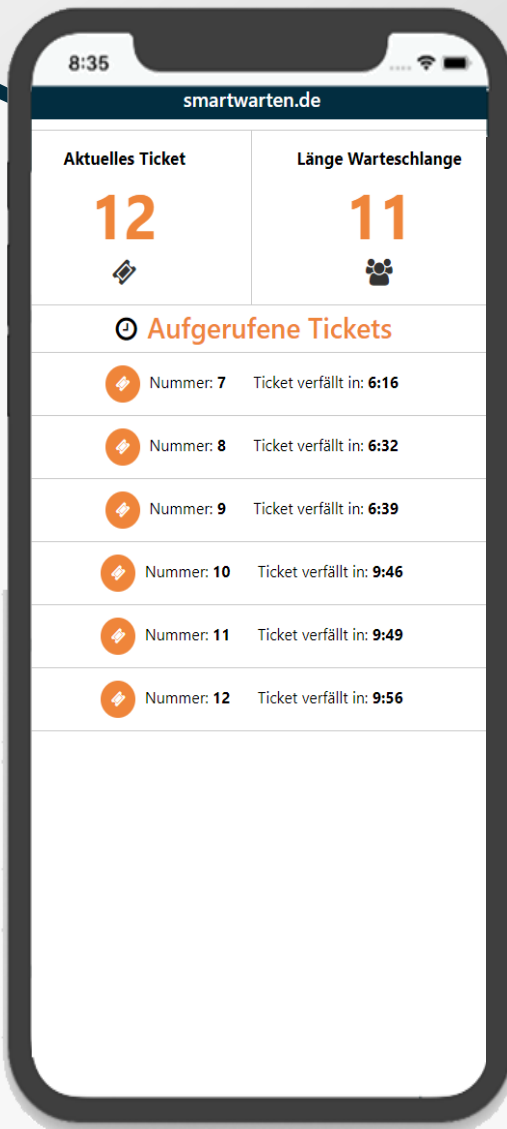 8:35
smartwarten.de
Aktuelles Ticket
12
Länge Warteschlange
11
Aufgerufene Tickets
Nummer: 7 Ticket verfällt in: 6:16
Nummer: 8 Ticket verfällt in: 6:32
Nummer: 9 Ticket verfällt in: 6:39
Nummer: 10 Ticket verfällt in: 9:46
Nummer: 11 Ticket verfällt in: 9:49
Nummer: 12 Ticket verfällt in: 9:56